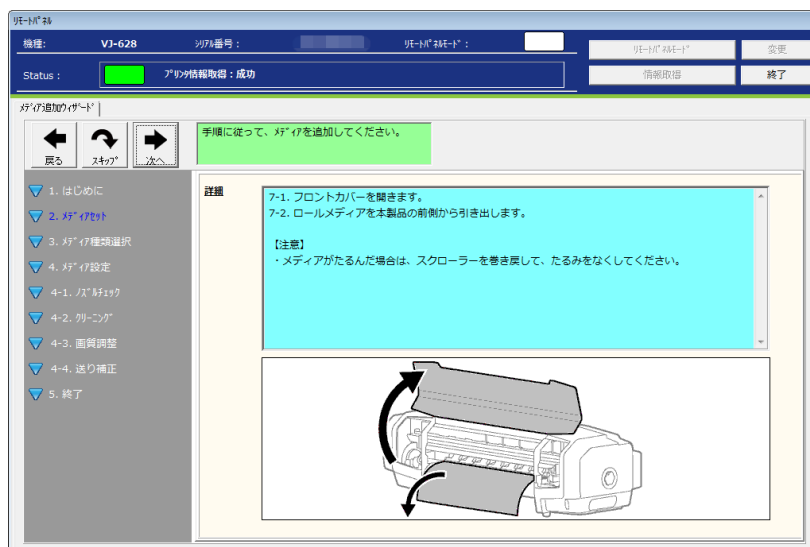 ﾘﾓｰﾄﾊﾟﾈﾙ
機種:
VJ-628
ｼﾘｱﾙ番号：
ﾘﾓｰﾄﾊﾟﾈﾙﾓｰﾄﾞ：
ﾘﾓｰﾄﾊﾟﾈﾙﾓｰﾄﾞ
変更
Status :
ﾌﾟﾘﾝﾀ情報取得：成功
情報取得
終了
ﾒﾃﾞｨｱ追加ｳｨｻﾞｰﾄﾞ
戻る
ｽｷｯﾌﾟ
次へ
手順に従って、ﾒﾃﾞｨｱを追加してください。
1. はじめに
2. ﾒﾃﾞｨｱｾｯﾄ
3. ﾒﾃﾞｨｱ種類選択
4. ﾒﾃﾞｨｱ設定
4-1. ﾉｽﾞﾙﾁｪｯｸ
4-2. ｸﾘｰﾆﾝｸﾞ
4-3. 画質調整
4-4. 送り補正
5. 終了
詳細
7-1. フロントカバーを開きます。
7-2. ロールメディアを本製品の前側から引き出します。
【注意】
・メディアがたるんだ場合は、スクローラーを巻き戻して、たるみをなくしてください。